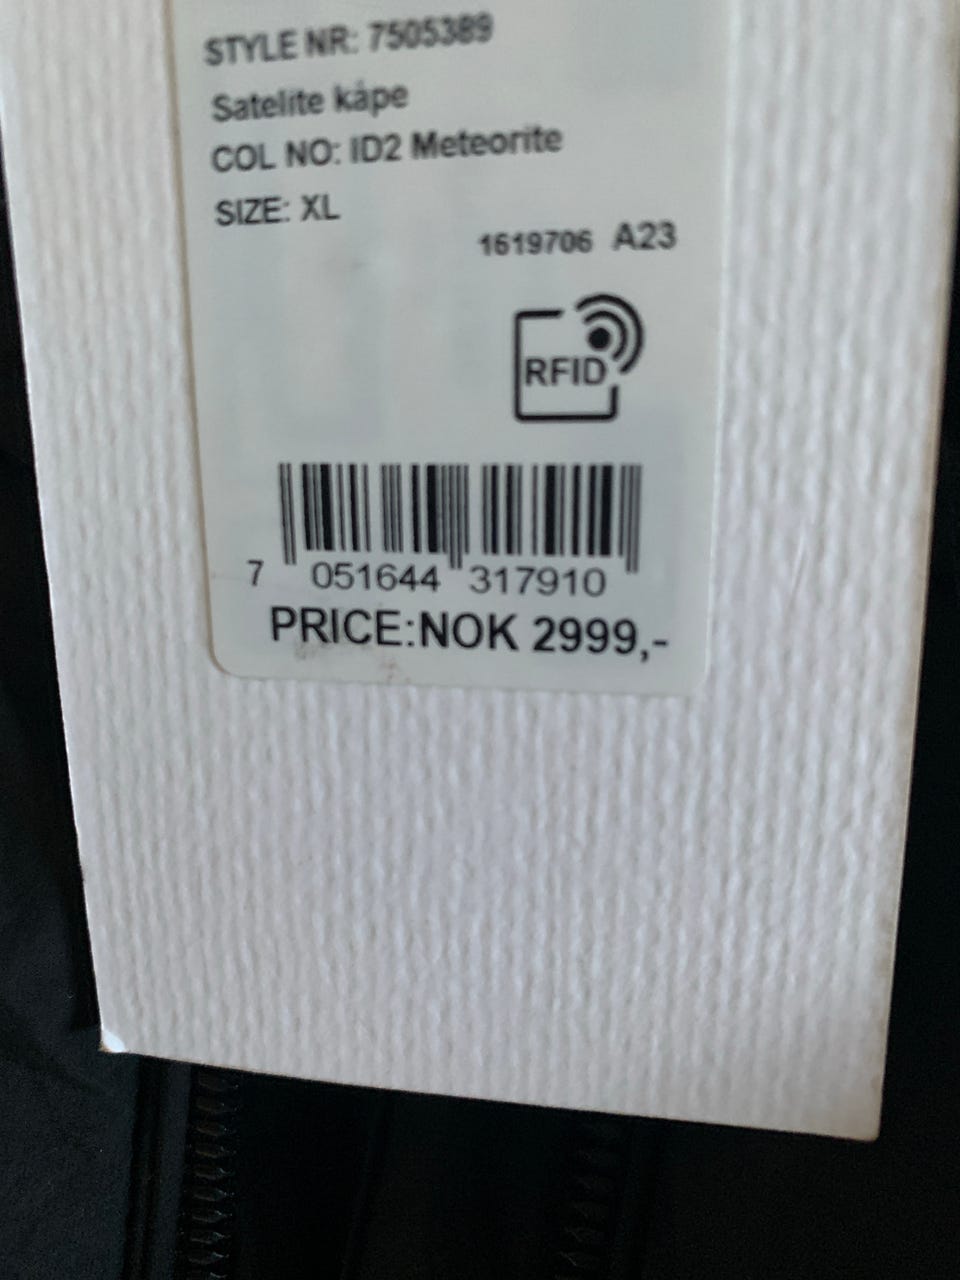 STYLE NR: 7505389
Satelite kåpe
COL NO: ID2 Meteorite
SIZE: XL
1619706 A23
RFID
7 051644 317910
PRICE:NOK 2999,-